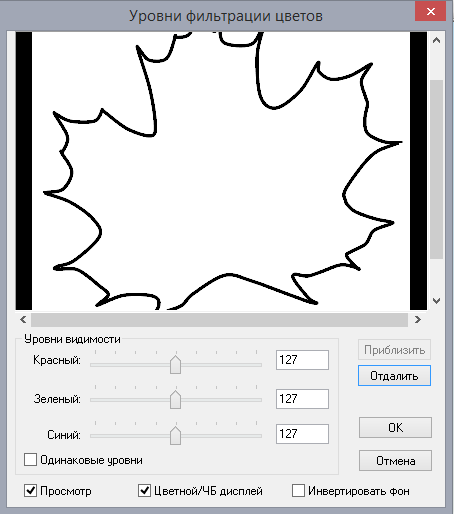 Уровни фильтрации цветов
Уровни видимости
Красный: 127
Зеленый: 127
Синий: 127
Одинаковые уровни
Приблизить
Отдалить
OK
Отмена
Просмотр Цветной/ЧБ дисплей Инвертировать фон